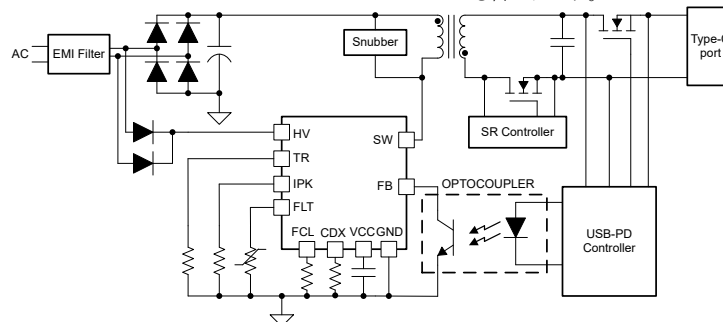 AC
EMI Filter
Snubber
Type-C
port
SR Controller
HV
TR
IPK
FLT
SW
FB
FCL
CDX
VCC
GND
OPTOCOUPLER
USB-PD
Controller